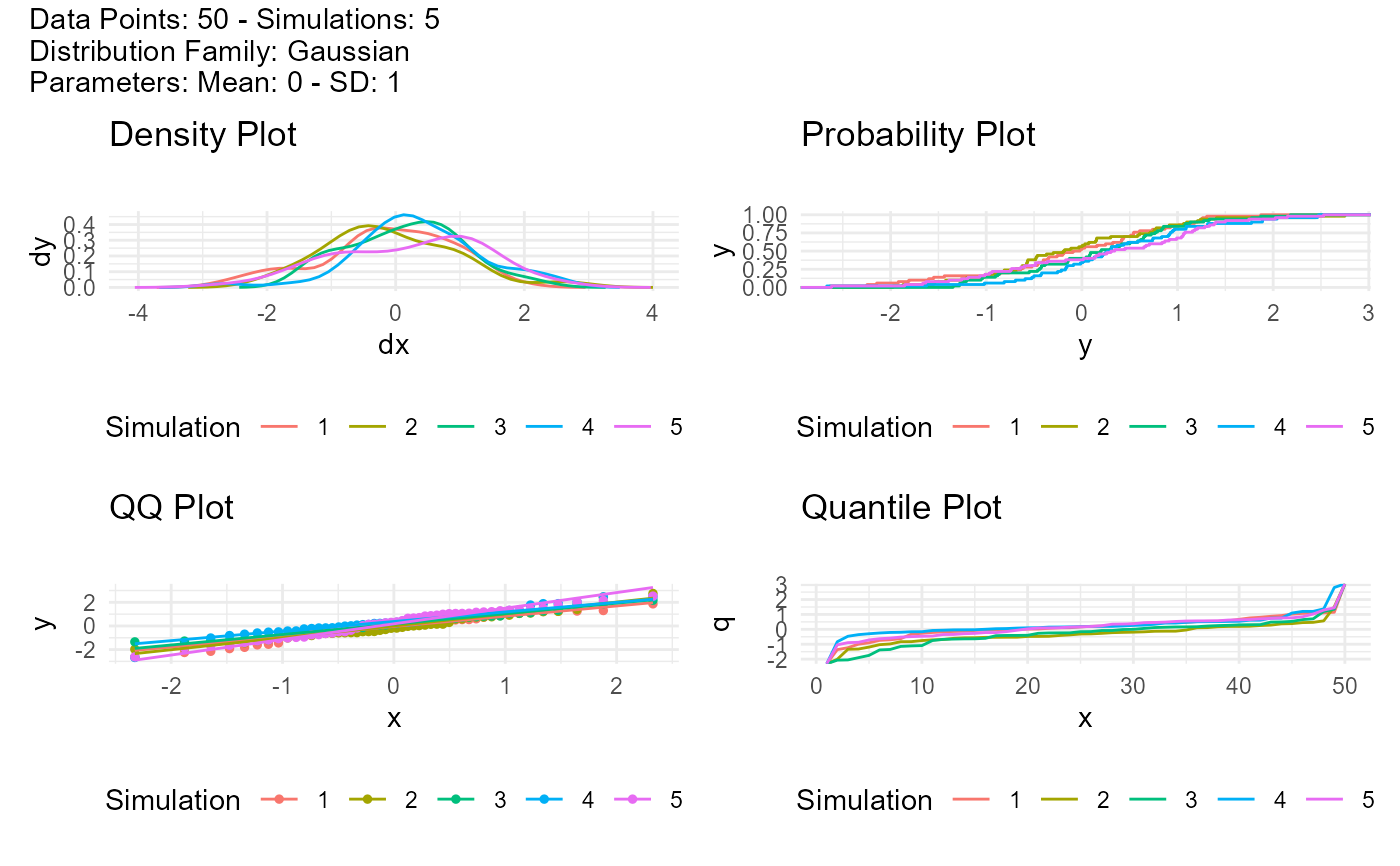 Data Points: 50 - Simulations: 5
Distribution Family: Gaussian
Parameters: Mean: 0 - SD: 1
Density Plot
dy
0.4
0.3
0.2
0.1
0.0
-4 -2 0 2 4
dx
Simulation 1 2 3 4 5
Probability Plot
y
1.00
0.75
0.50
0.25
0.00
-2 -1 0 1 2 3
y
Simulation 1 2 3 4 5
QQ Plot
y
2
0
-2
-2 -1 0 1 2
x
Simulation 1 2 3 4 5
Quantile Plot
q
3
2
1
0
-1
-2
0 10 20 30 40 50
x
Simulation 1 2 3 4 5